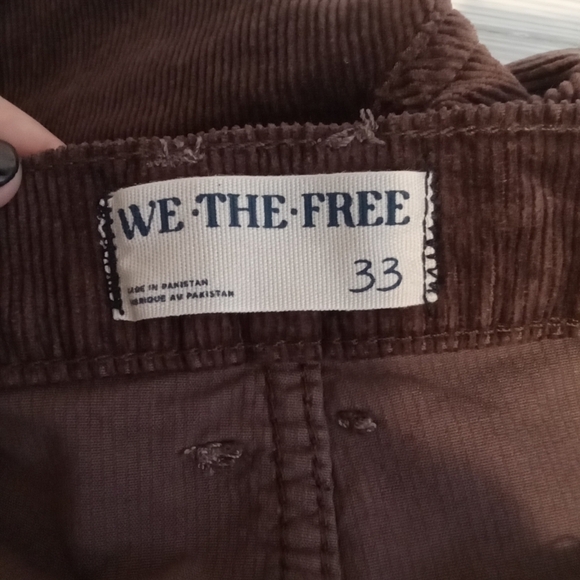 WE·THE·FREE
33
MADE IN PAKISTAN
FABRIQUE AU PAKISTAN